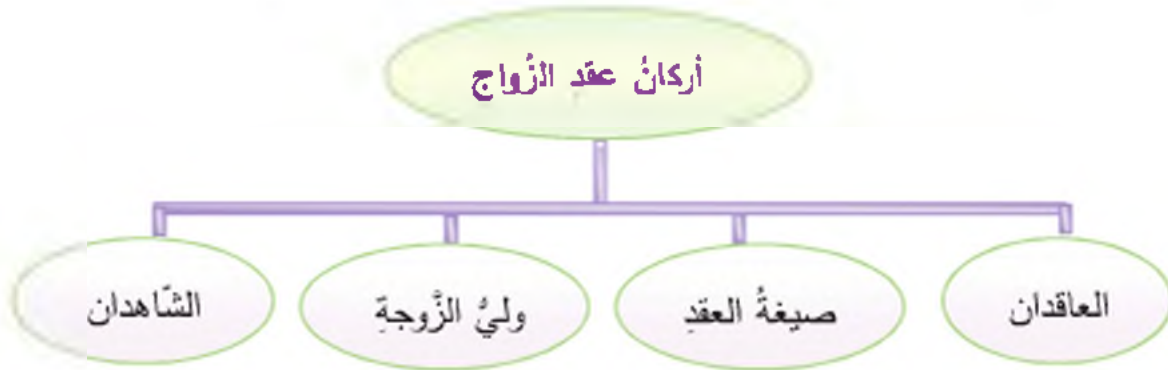 أركانُ عقدِ الزُواج
العاقدان
صيغةُ العقدِ
وليُّ الزَّوجةِ
الشّاهدان